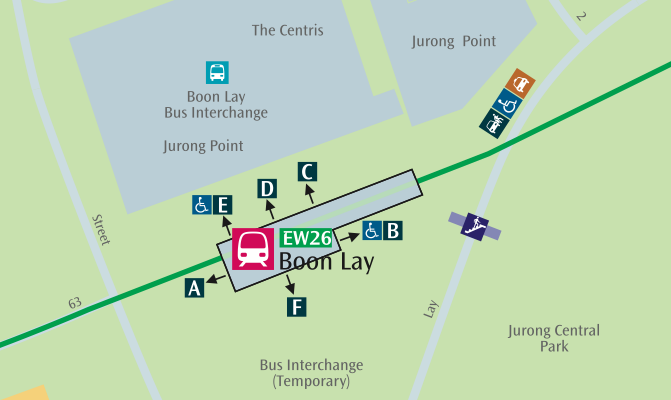 The Centris
Jurong Point
2
Boon Lay
Bus Interchange
Jurong Point
C
D
E
EW26
B
Boon Lay
A
F
Street
63
Lay
Jurong Central
Park
Bus Interchange
(Temporary)